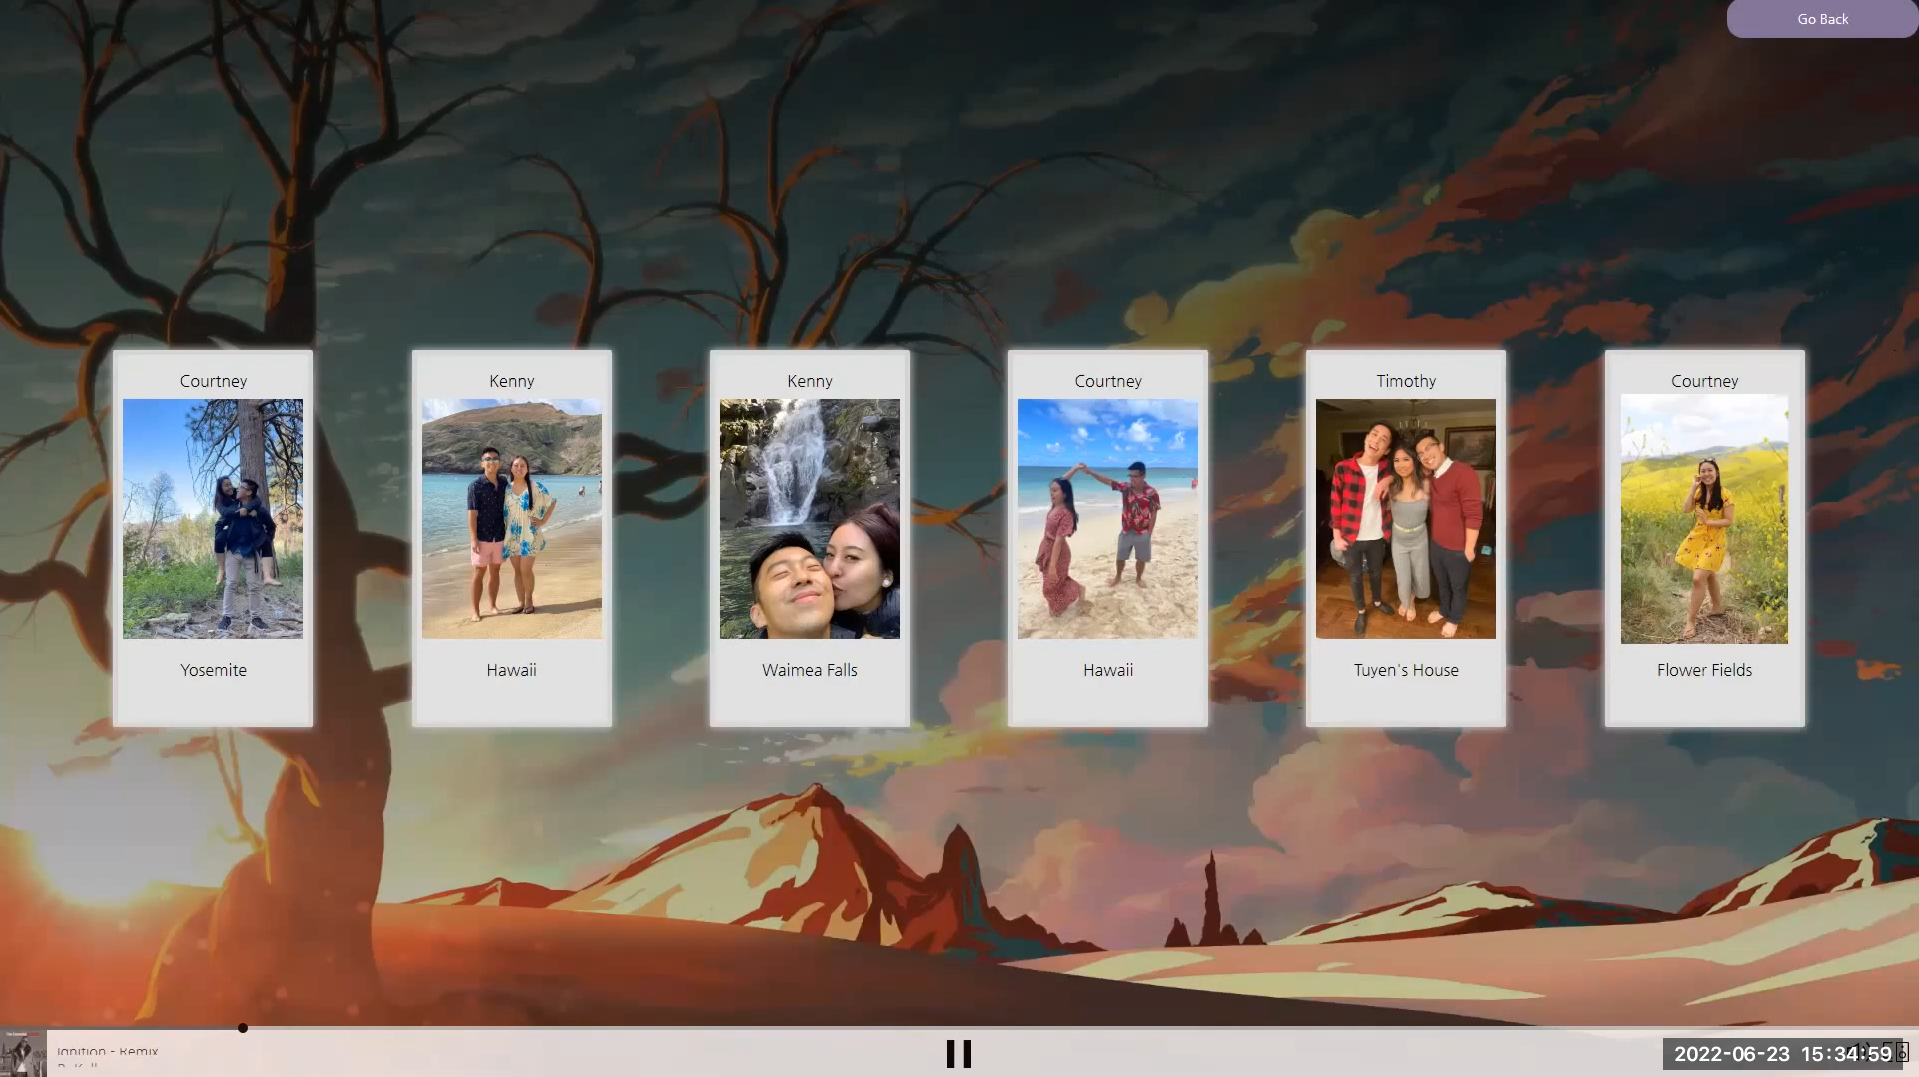 Go Back
Courtney
Kenny
Kenny
Courtney
Timothy
Courtney
Yosemite
Hawaii
Waimea Falls
Hawaii
Tuyen's House
Flower Fields
Ignition - Remix
2022-06-23 15:34:59